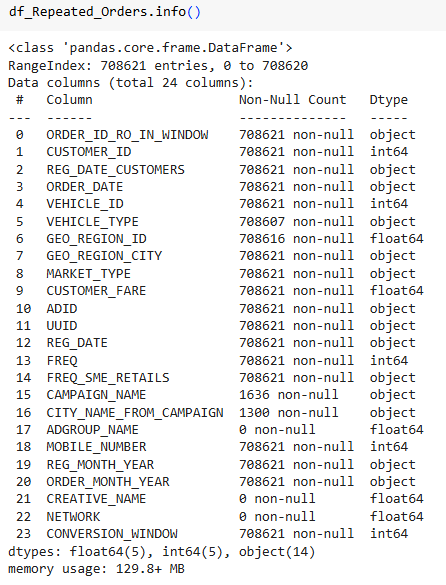 df_Repeated_Orders.info()
<class 'pandas.core.frame.DataFrame'>
RangeIndex: 708621 entries, 0 to 708620
Data columns (total 24 columns):
 #   Column                  Non-Null Count   Dtype
---  ------                  --------------   -----
 0   ORDER_ID_RO_IN_WINDOW   708621 non-null  object
 1   CUSTOMER_ID             708621 non-null  int64
 2   REG_DATE_CUSTOMERS      708621 non-null  object
 3   ORDER_DATE              708621 non-null  object
 4   VEHICLE_ID              708621 non-null  int64
 5   VEHICLE_TYPE            708607 non-null  object
 6   GEO_REGION_ID           708616 non-null  float64
 7   GEO_REGION_CITY         708621 non-null  object
 8   MARKET_TYPE             708621 non-null  object
 9   CUSTOMER_FARE           708621 non-null  float64
 10  ADID                    708621 non-null  object
 11  UUID                    708621 non-null  object
 12  REG_DATE                708621 non-null  object
 13  FREQ                    708621 non-null  int64
 14  FREQ_SME_RETAILS        708621 non-null  object
 15  CAMPAIGN_NAME           1636 non-null    object
 16  CITY_NAME_FROM_CAMPAIGN 1300 non-null    object
 17  ADGROUP_NAME            0 non-null       float64
 18  MOBILE_NUMBER           708621 non-null  int64
 19  REG_MONTH_YEAR          708621 non-null  object
 20  ORDER_MONTH_YEAR        708621 non-null  object
 21  CREATIVE_NAME           0 non-null       float64
 22  NETWORK                 0 non-null       float64
 23  CONVERSION_WINDOW       708621 non-null  int64
dtypes: float64(5), int64(5), object(14)
memory usage: 129.8+ MB